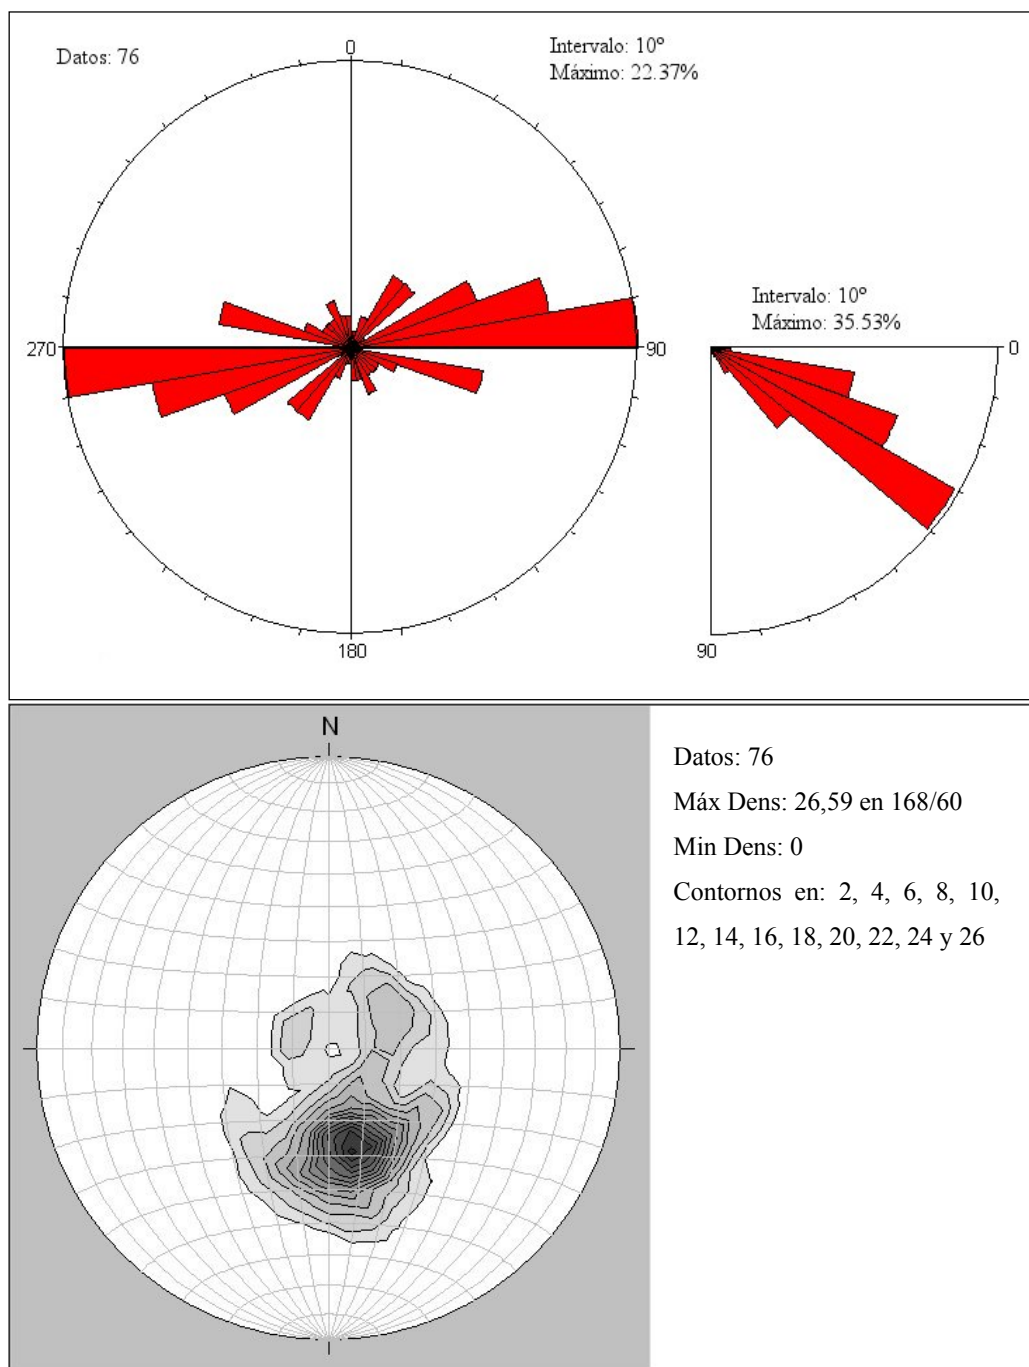 Datos: 76
Intervalo: 10º
Máximo: 22.37%
0
270
90
180
Intervalo: 10º
Máximo: 35.53%
0
90
N
Datos: 76
Máx Dens: 26,59 en 168/60
Min Dens: 0
Contornos en: 2, 4, 6, 8, 10,
12, 14, 16, 18, 20, 22, 24 y 26